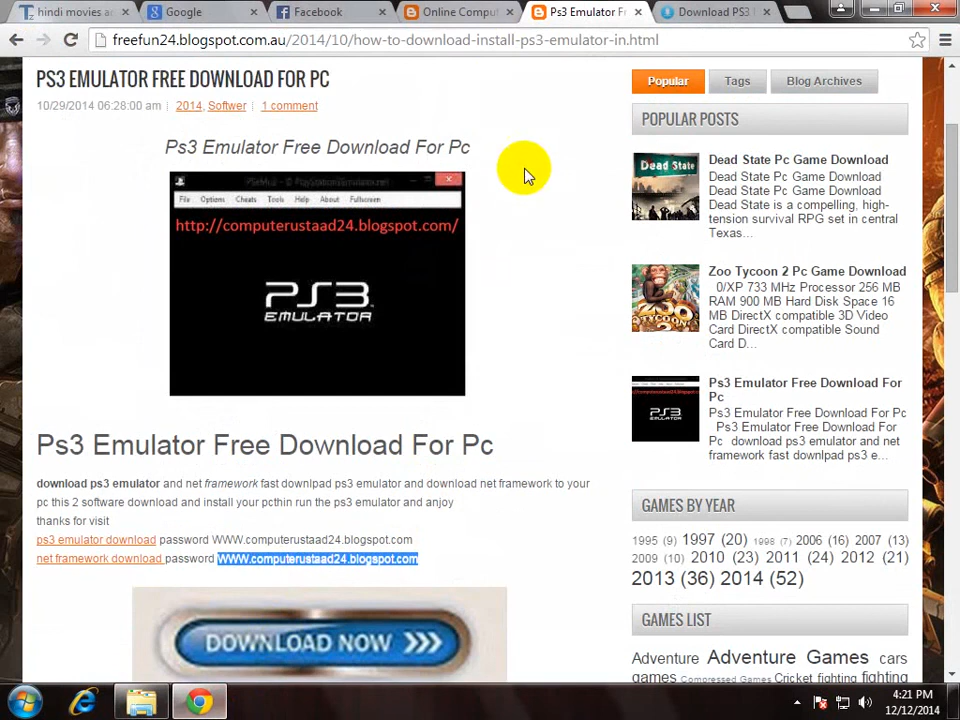 hindi movies a
Google
Facebook
Online Comput
Ps3 Emulator F
Download PS3
freefun24.blogspot.com.au/2014/10/how-to-download-install-ps3-emulator-in.html
PS3 EMULATOR FREE DOWNLOAD FOR PC
10/29/2014 06:28:00 am
2014, Softwer
1 comment
Ps3 Emulator Free Download For Pc
File Options Cheats Tools Help About Fullscreen
http://computerustaad24.blogspot.com/
PS3
EMULATOR
Ps3 Emulator Free Download For Pc
download ps3 emulator and net framework fast downlpad ps3 emulator and download net framework to your
pc this 2 software download and install your pcthin run the ps3 emulator and anjoy
thanks for visit
ps3 emulator download password WWW.computerustaad24.blogspot.com
net framework download password WWW.computerustaad24.blogspot.com
DOWNLOAD NOW >>>
Popular
Tags
Blog Archives
POPULAR POSTS
Dead State
Dead State Pc Game Download
Dead State Pc Game Download
Dead State Pc Game Download
Dead State is a compelling, high-
tension survival RPG set in central
Texas...
ZOO TYCOON 2
Zoo Tycoon 2 Pc Game Download
0/XP 733 MHz Processor 256 MB
RAM 900 MB Hard Disk Space 16
MB DirectX compatible 3D Video
Card DirectX compatible Sound
Card D...
PS3
Ps3 Emulator Free Download For
Pc
Ps3 Emulator Free Download For Pc
Ps3 Emulator Free Download For
Pc download ps3 emulator and net
framework fast downlpad ps3 e...
GAMES BY YEAR
1995 (9) 1997 (20) 1998 (7) 2006 (16) 2007 (13)
2009 (10) 2010 (23) 2011 (24) 2012 (21)
2013 (36) 2014 (52)
GAMES LIST
Adventure Adventure Games cars
games Compressed Games Cricket fighting fighting
4:21 PM
12/12/2014